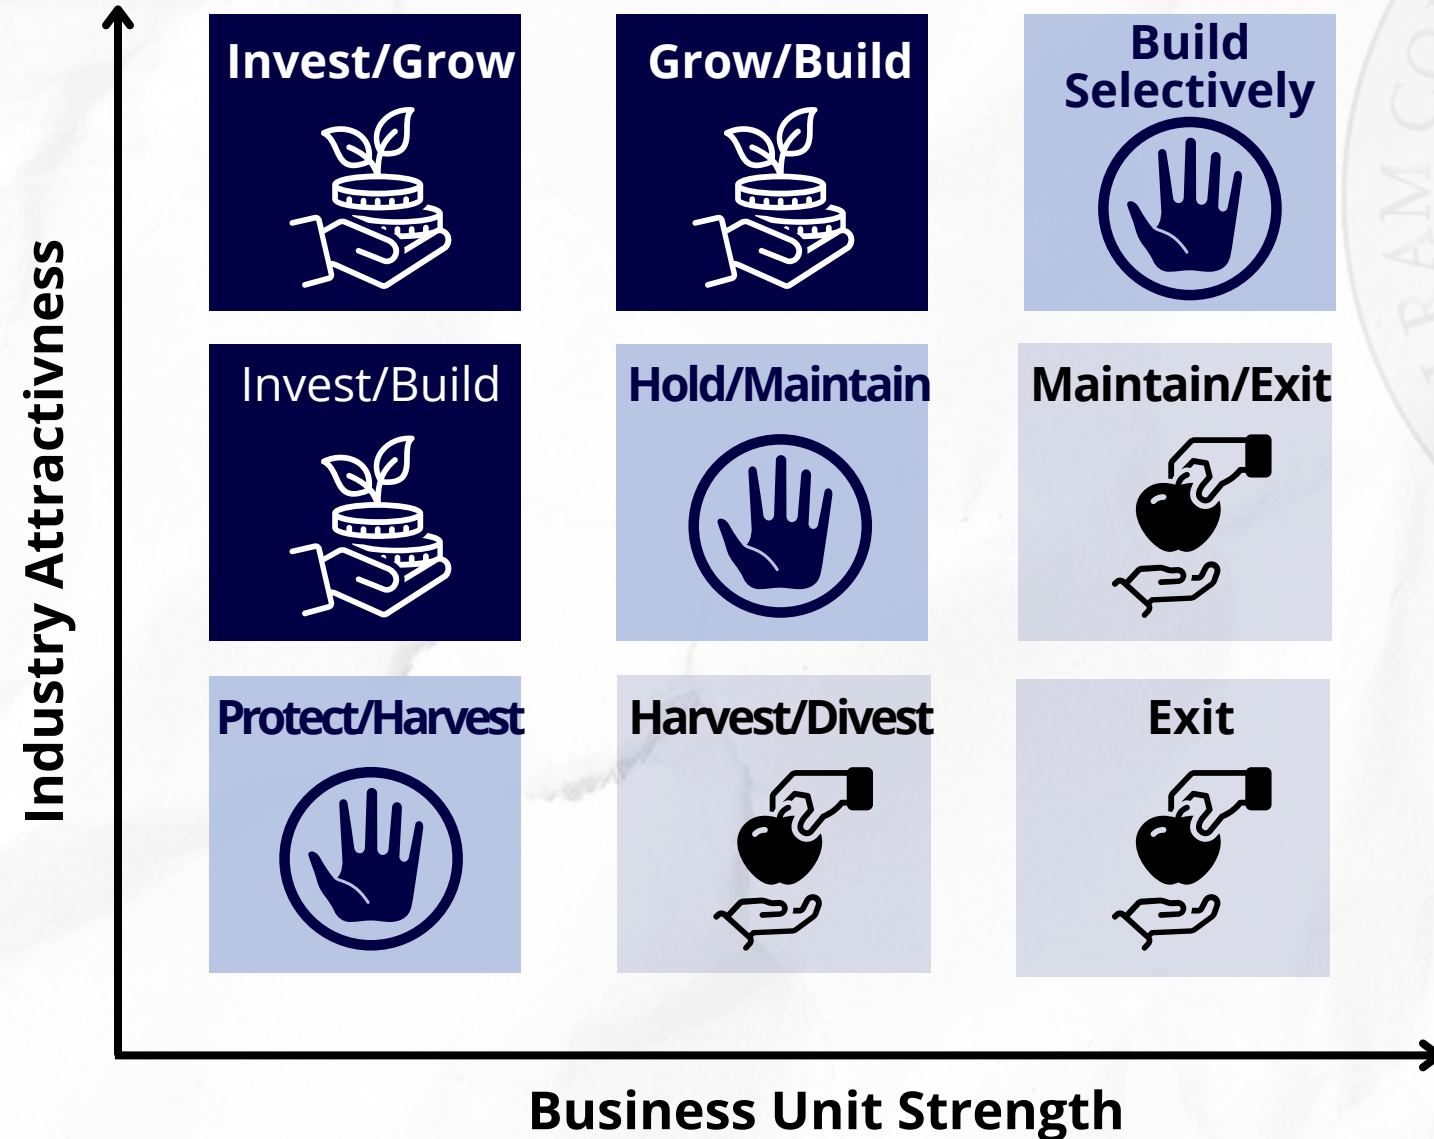 Industry Attractivness
Invest/Grow
Grow/Build
Build
Selectively
Invest/Build
Hold/Maintain
Maintain/Exit
Protect/Harvest
Harvest/Divest
Exit
Business Unit Strength